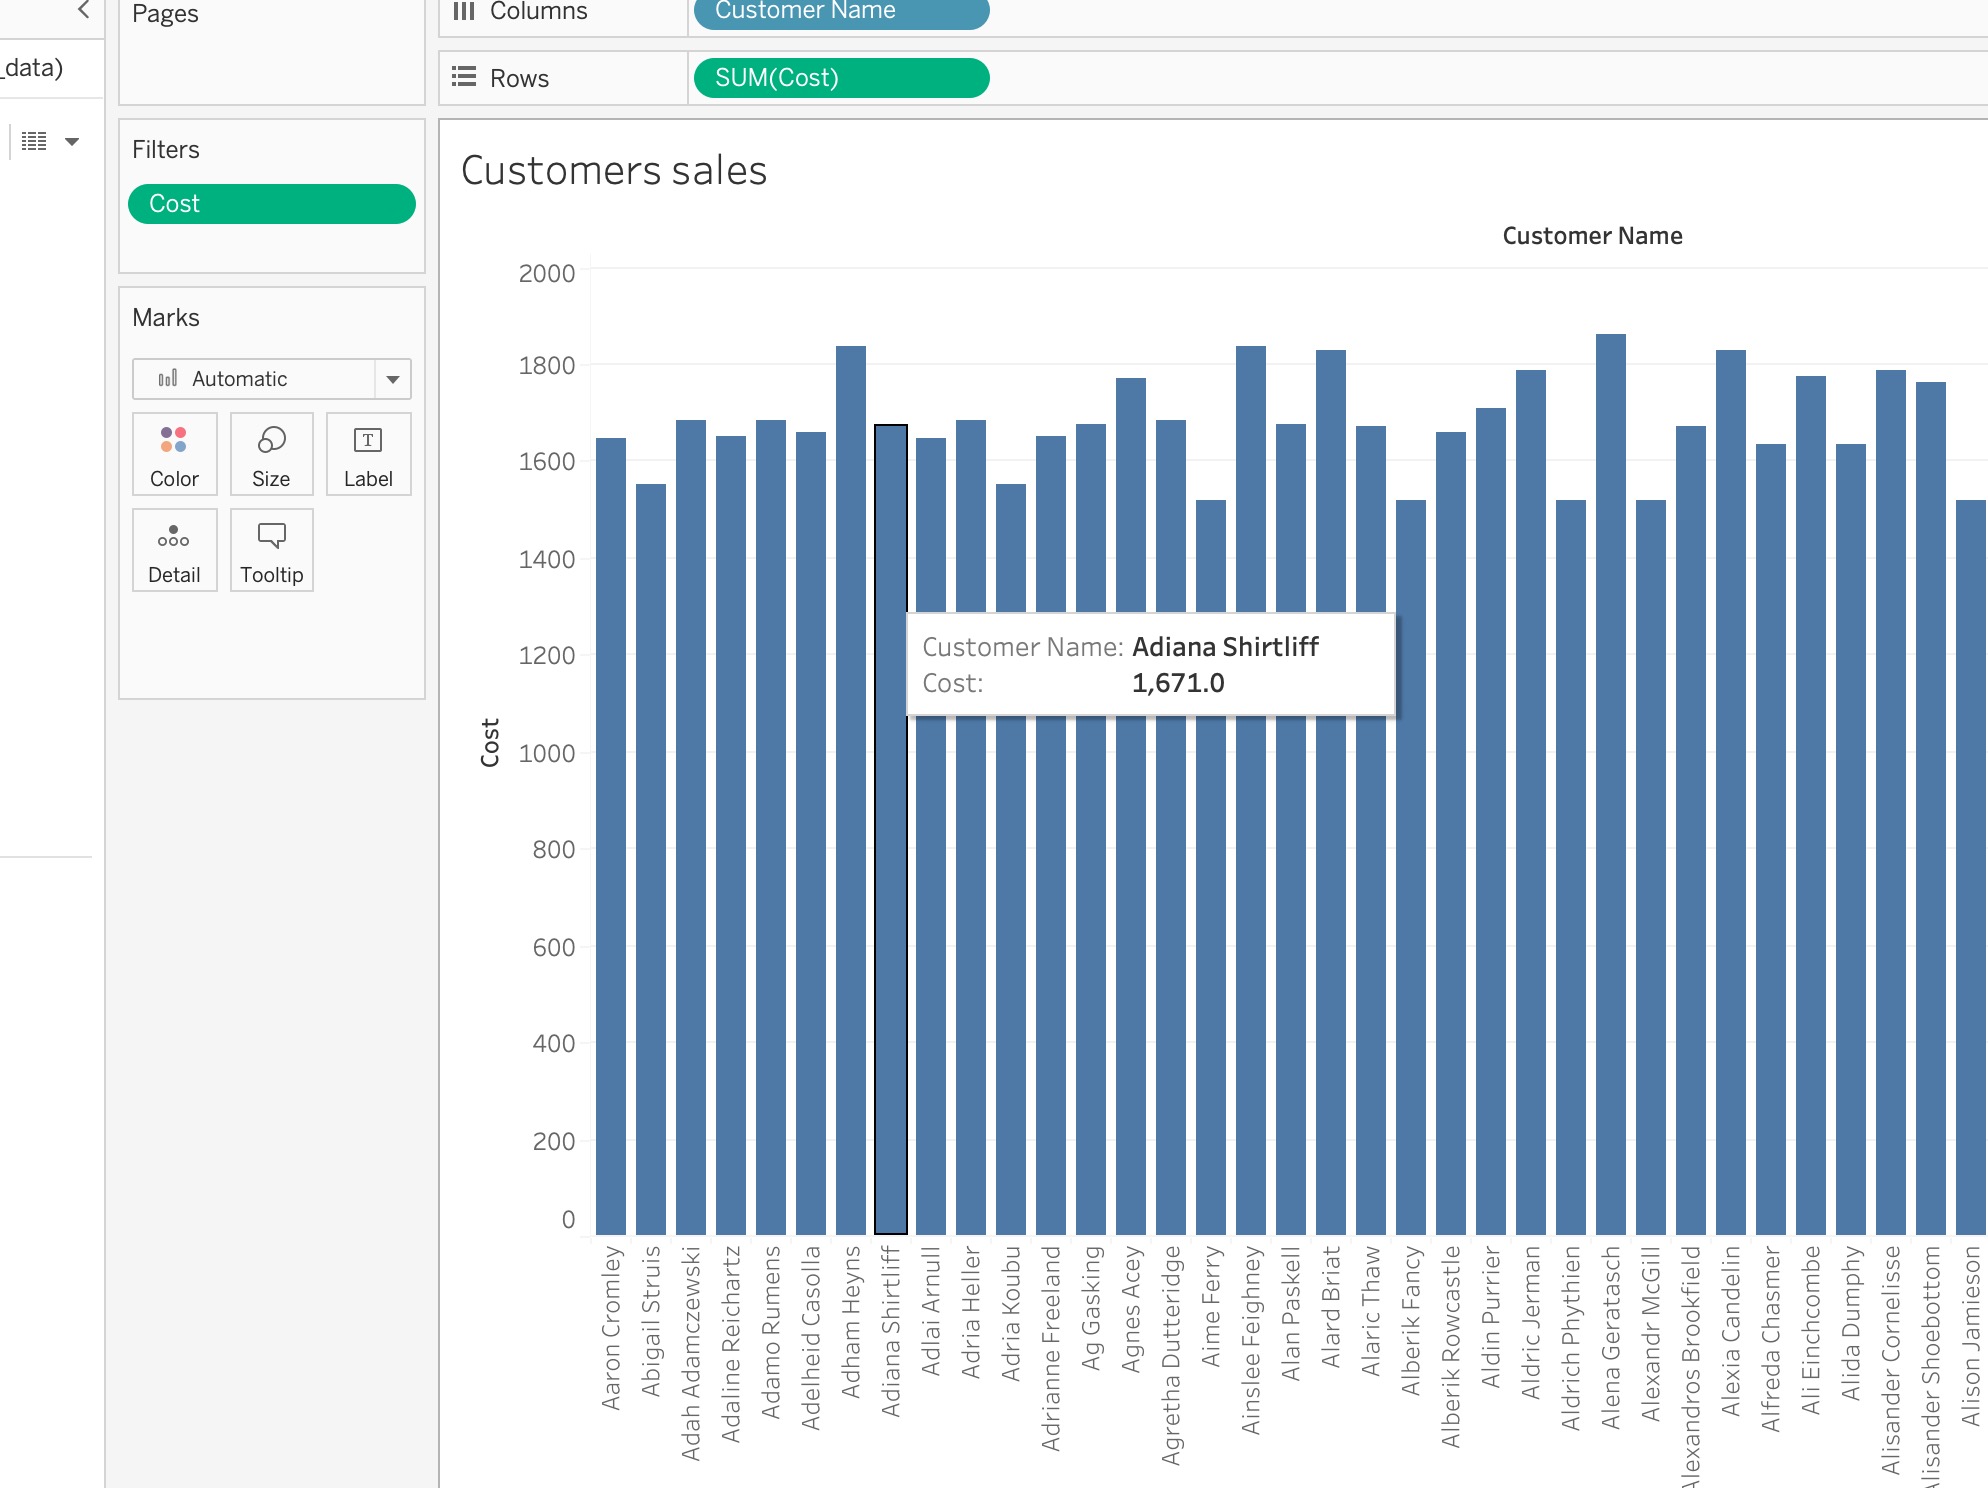 Pages
Columns
Customer Name
_data)
Rows
SUM(Cost)
Filters
Cost
Marks
Automatic
Color
Size
Label
Detail
Tooltip
Customers sales
Customer Name
2000
1800
1600
1400
1200
1000
800
600
400
200
0
Cost
Customer Name: Adiana Shirtliff
Cost: 1,671.0
Aaron Cromley
Abigail Struis
Adah Adamczewski
Adaline Reichartz
Adamo Rumens
Adelheid Casolla
Adham Heyns
Adiana Shirtliff
Adlai Arnull
Adria Heller
Adria Koubu
Adrianne Freeland
Ag Gasking
Agnes Acey
Agretha Dutteridge
Aime Ferry
Ainslee Feighney
Alan Paskell
Alard Briat
Alaric Thaw
Alberik Fancy
Alberik Rowcastle
Aldin Purrier
Aldric Jerman
Aldrich Phythien
Alena Geratasch
Alexandr McGill
Alexandros Brookfield
Alexia Candelin
Alfreda Chasmer
Ali Einchcombe
Alida Dumphy
Alisander Cornelisse
Alisander Shoebottom
Alison Jamieson